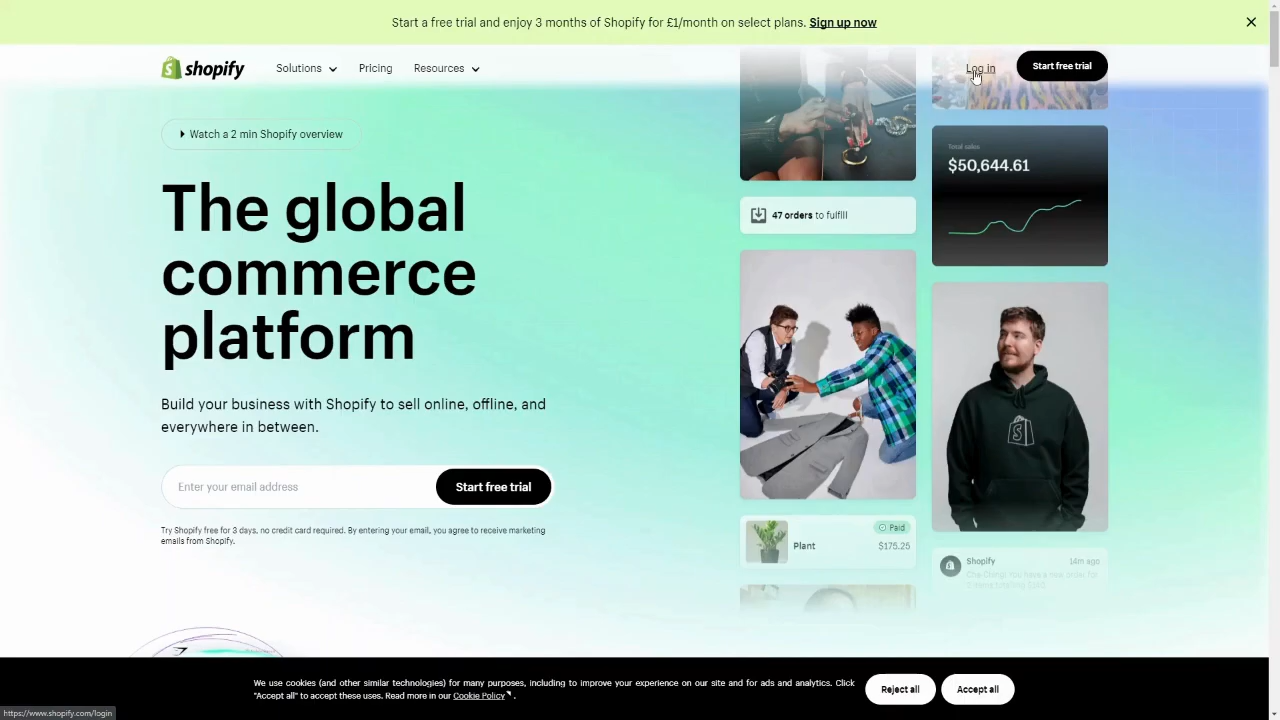 Start a free trial and enjoy 3 months of Shopify for £1/month on select plans. Sign up now
shopify
Solutions
Pricing
Resources
Log in
Start free trial
Watch a 2 min Shopify overview
The global
commerce
platform
Build your business with Shopify to sell online, offline, and
everywhere in between.
Enter your email address
Start free trial
Try Shopify free for 3 days, no credit card required. By entering your email, you agree to receive marketing
emails from Shopify.
Total sales
$50,644.61
47 orders to fulfill
Paid
Plant
$175.25
Shopify
14m ago
We use cookies (and other similar technologies) for many purposes, including to improve your experience on our site and for ads and analytics. Click
"Accept all" to accept these uses. Read more in our Cookie Policy.
Reject all
Accept all
https://www.shopify.com/login